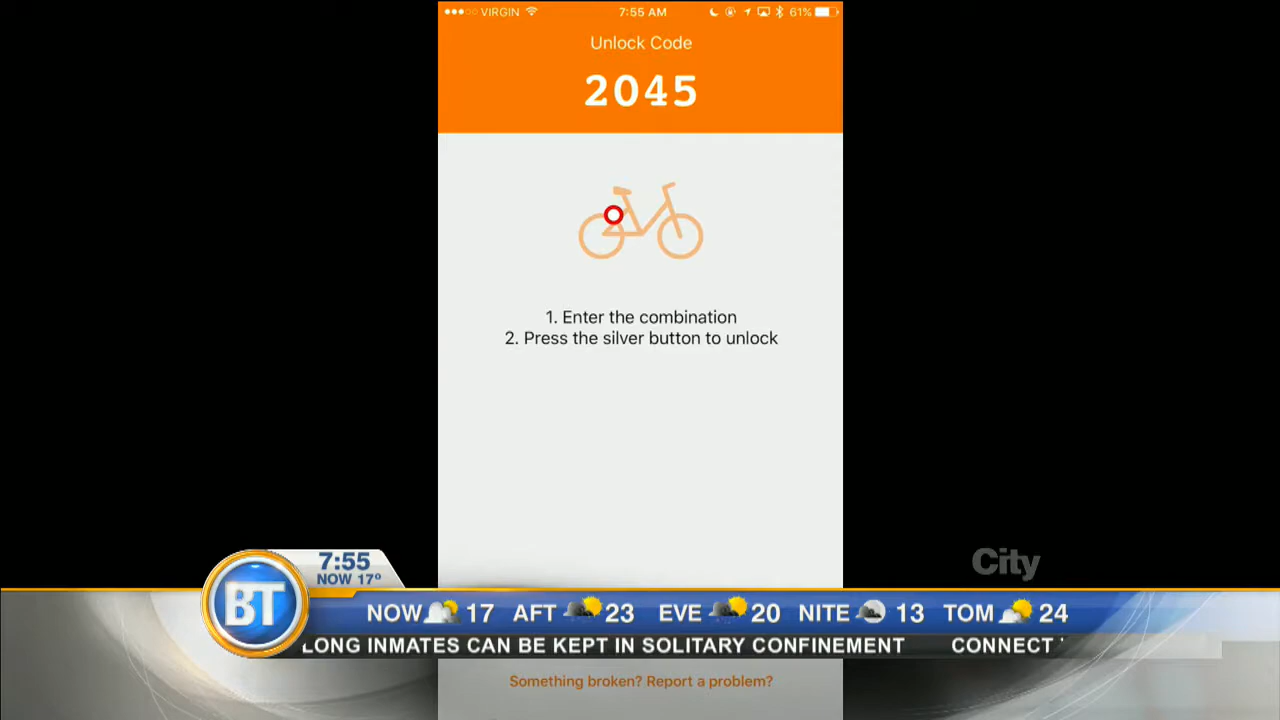 VIRGIN 7:55 AM 61%
Unlock Code
2045
1. Enter the combination
2. Press the silver button to unlock
City
7:55
NOW 17º
BT
NOW 17 AFT 23 EVE 20 NITE 13 TOM 24
LONG INMATES CAN BE KEPT IN SOLITARY CONFINEMENT CONNECT
Something broken? Report a problem?